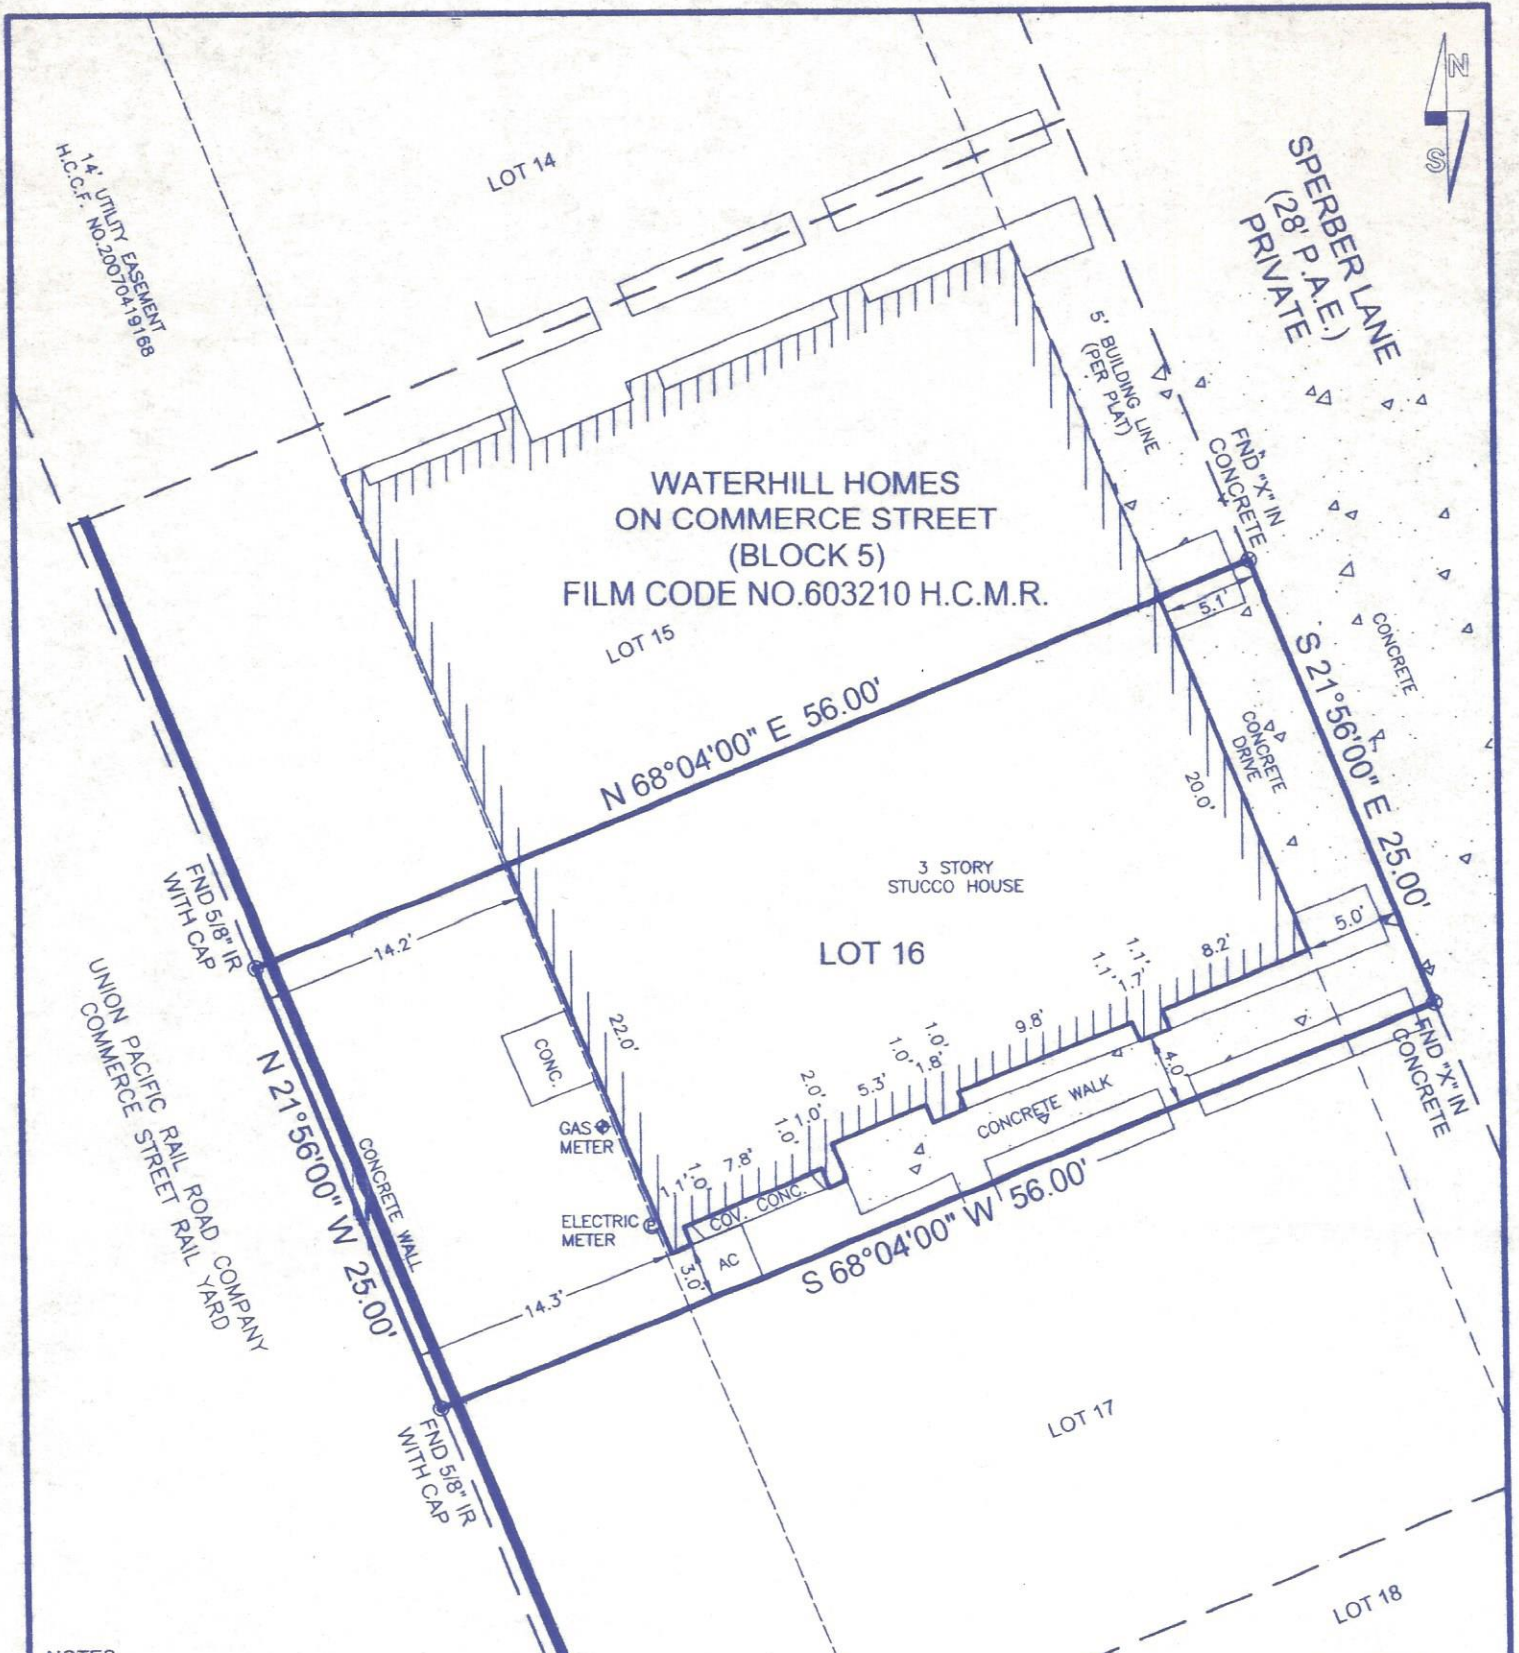 N
S
LOT 14
14' UTILITY EASEMENT
H.C.C.F. NO.20070419168
SPERBER LANE
(28' P.A.E.)
PRIVATE
5' BUILDING LINE
(PER PLAT)
FND "X" IN
CONCRETE
WATERHILL HOMES
ON COMMERCE STREET
(BLOCK 5)
FILM CODE NO.603210 H.C.M.R.
LOT 15
5.1'
CONCRETE
S 21°56'00" E 25.00'
N 68°04'00" E 56.00'
CONCRETE
DRIVE
20.0'
3 STORY
STUCCO HOUSE
LOT 16
FND 5/8" IR
WITH CAP
14.2'
5.0'
8.2'
1.1'
1.1'
1.7'
9.8'
1.0'
1.0'
1.8'
5.3'
2.0'
1.0'
1.0'
7.8'
1.0'
1.1'
22.0'
CONC.
GAS
METER
ELECTRIC
METER
E
COV. CONC.
AC
3.0'
CONCRETE WALK
4.0'
FND "X" IN
CONCRETE
UNION PACIFIC RAIL ROAD COMPANY
COMMERCE STREET RAIL YARD
N 21°56'00" W 25.00'
CONCRETE WALL
14.3'
S 68°04'00" W 56.00'
FND 5/8" IR
WITH CAP
LOT 17
LOT 18